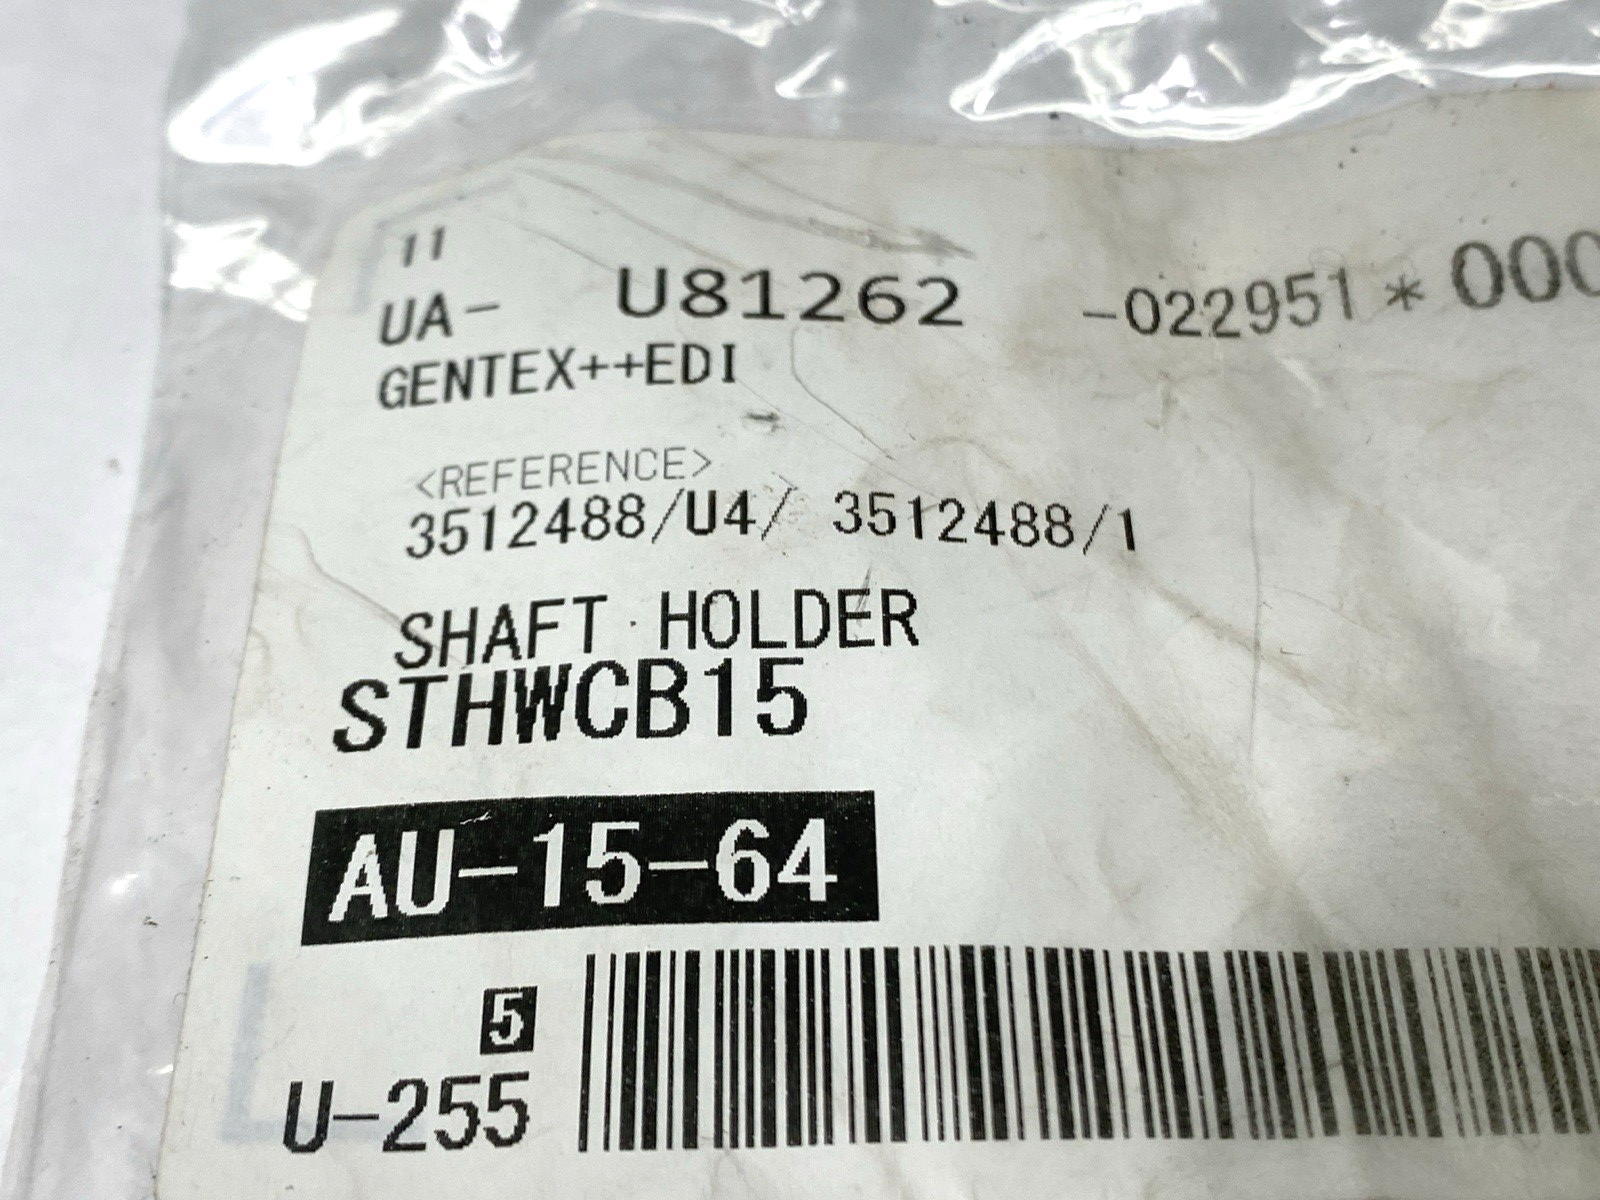 11
UA- U81262 -022951*000
GENTEX++EDI
<REFERENCE>
3512488/U4/ 3512488/1
SHAFT HOLDER
STHWCB15
AU-15-64
5
U-255